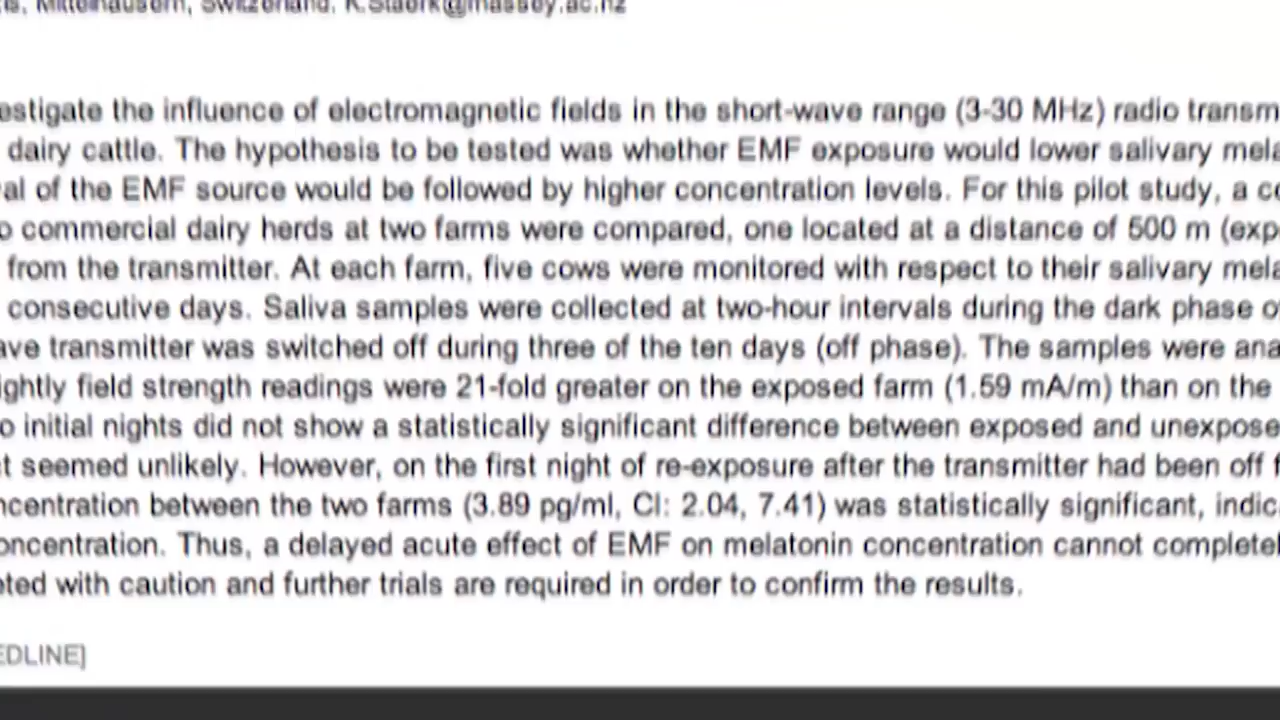 Mittelhäusern, Switzerland. K.Staerk@massey.ac.nz
estigate the influence of electromagnetic fields in the short-wave range (3-30 MHz) radio transm
dairy cattle. The hypothesis to be tested was whether EMF exposure would lower salivary mela
val of the EMF source would be followed by higher concentration levels. For this pilot study, a co
o commercial dairy herds at two farms were compared, one located at a distance of 500 m (exp
from the transmitter. At each farm, five cows were monitored with respect to their salivary mela
consecutive days. Saliva samples were collected at two-hour intervals during the dark phase of
ave transmitter was switched off during three of the ten days (off phase). The samples were ana
ightly field strength readings were 21-fold greater on the exposed farm (1.59 mA/m) than on the
o initial nights did not show a statistically significant difference between exposed and unexpose
t seemed unlikely. However, on the first night of re-exposure after the transmitter had been off f
ncentration between the two farms (3.89 pg/ml, CI: 2.04, 7.41) was statistically significant, indic
oncentration. Thus, a delayed acute effect of EMF on melatonin concentration cannot completel
eted with caution and further trials are required in order to confirm the results.
EDLINE]